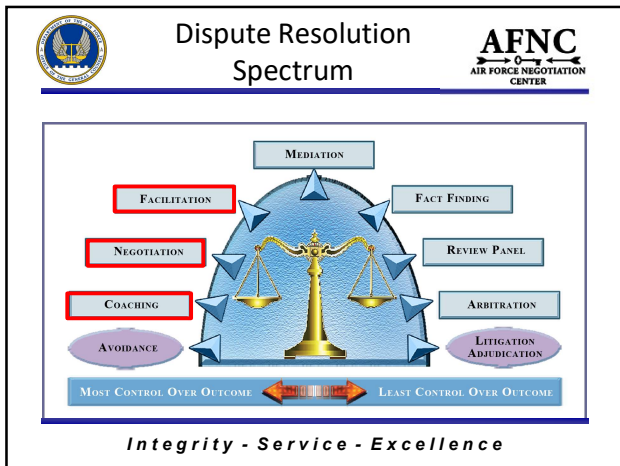 Dispute Resolution
Spectrum
AFNC
AIR FORCE NEGOTIATION
CENTER
MEDIATION
FACILITATION
FACT FINDING
NEGOTIATION
REVIEW PANEL
COACHING
ARBITRATION
AVOIDANCE
LITIGATION
ADJUDICATION
MOST CONTROL OVER OUTCOME
LEAST CONTROL OVER OUTCOME
Integrity - Service - Excellence